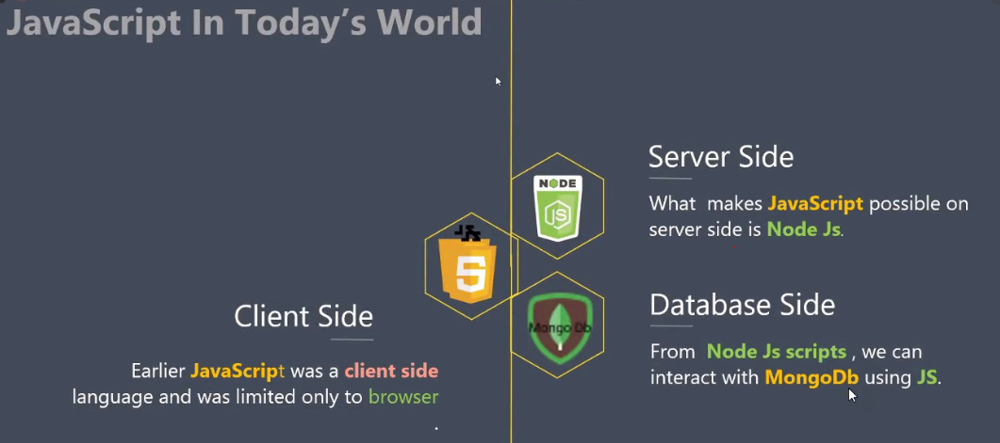 JavaScript In Today's World
Server Side
What makes JavaScript possible on
server side is Node Js.
NODE
JS
JS
5
Client Side
Earlier JavaScript was a client side
language and was limited only to browser
.
Mongo Db
Database Side
From Node Js scripts , we can
interact with MongoDb using JS.